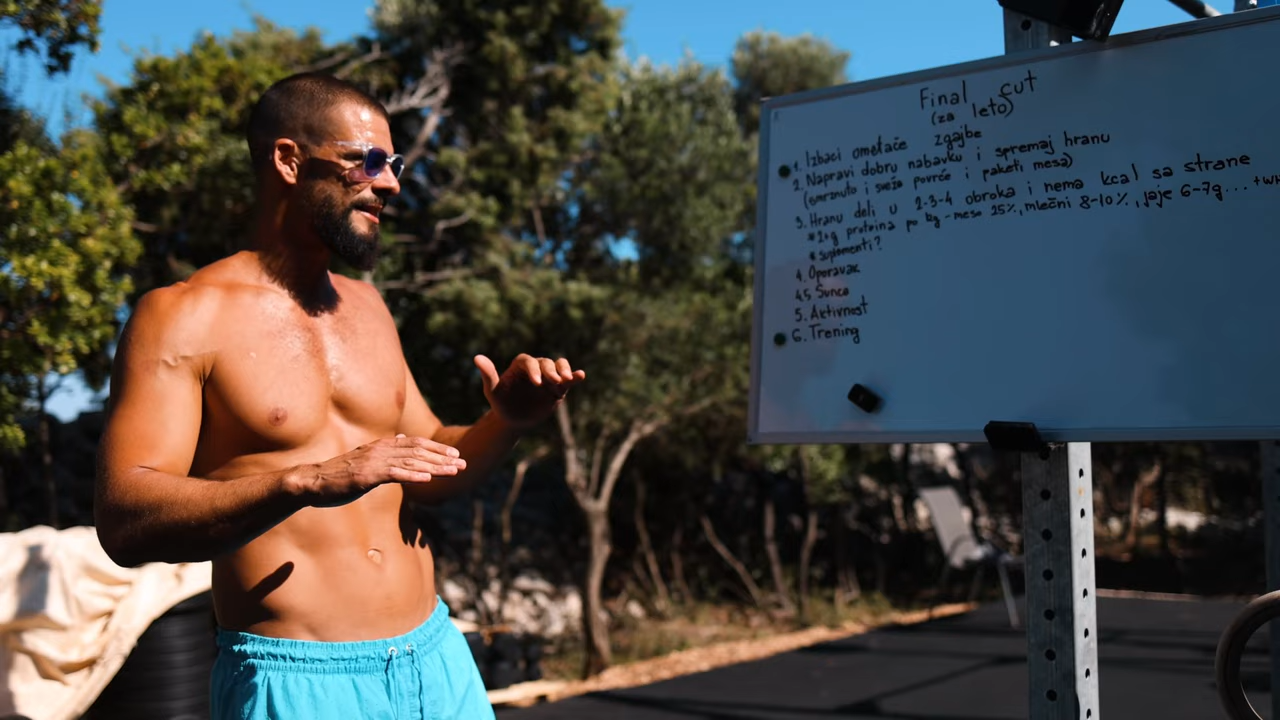 Final cut
(za leto)
1. Izbaci ometače zgajbe
2. Napravi dobru nabavku i spremaj hranu
(smrznuto i sveže povrće i paketi mesa)
3. Hranu deli u 2-3-4 obroka i nema kcal sa strane
* 2+g proteina po kg - meso 25%, mlečni 8-10%, jaje 6-7g... +wh
* suplementi?
4. Oporavak
4.5 Sunce
5. Aktivnost
6. Trening